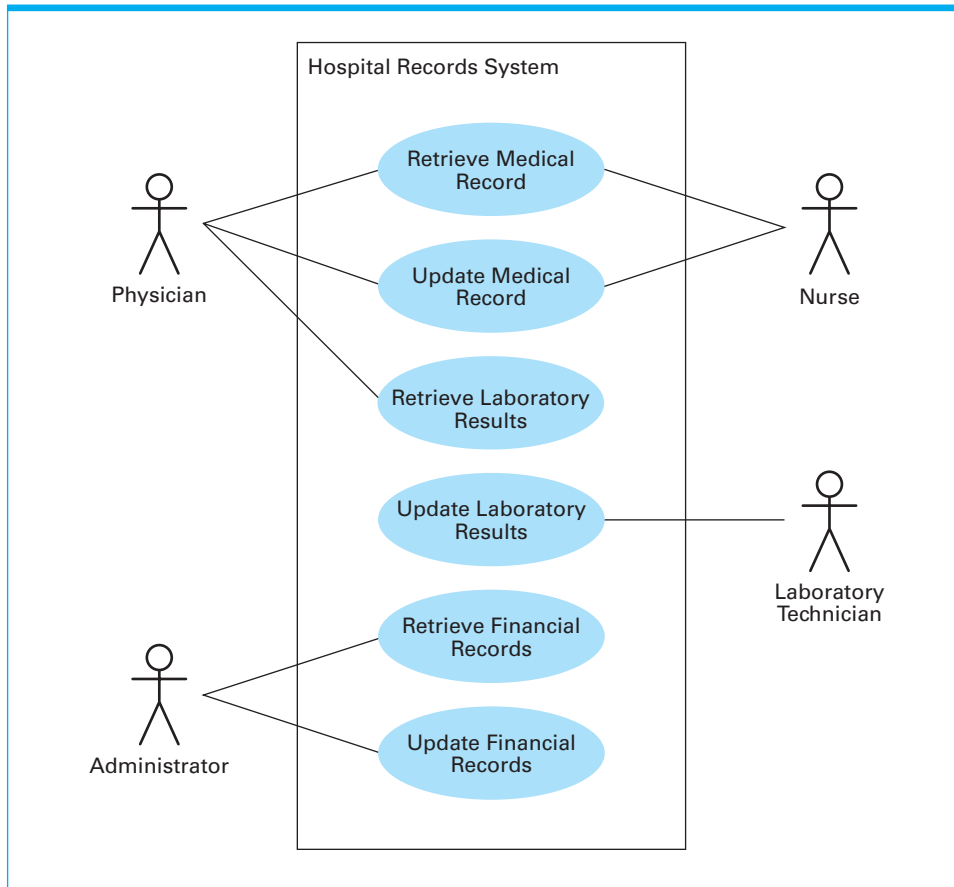 Hospital Records System
Retrieve Medical
Record
Physician
Update Medical
Record
Nurse
Retrieve Laboratory
Results
Update Laboratory
Results
Laboratory
Technician
Retrieve Financial
Records
Administrator
Update Financial
Records